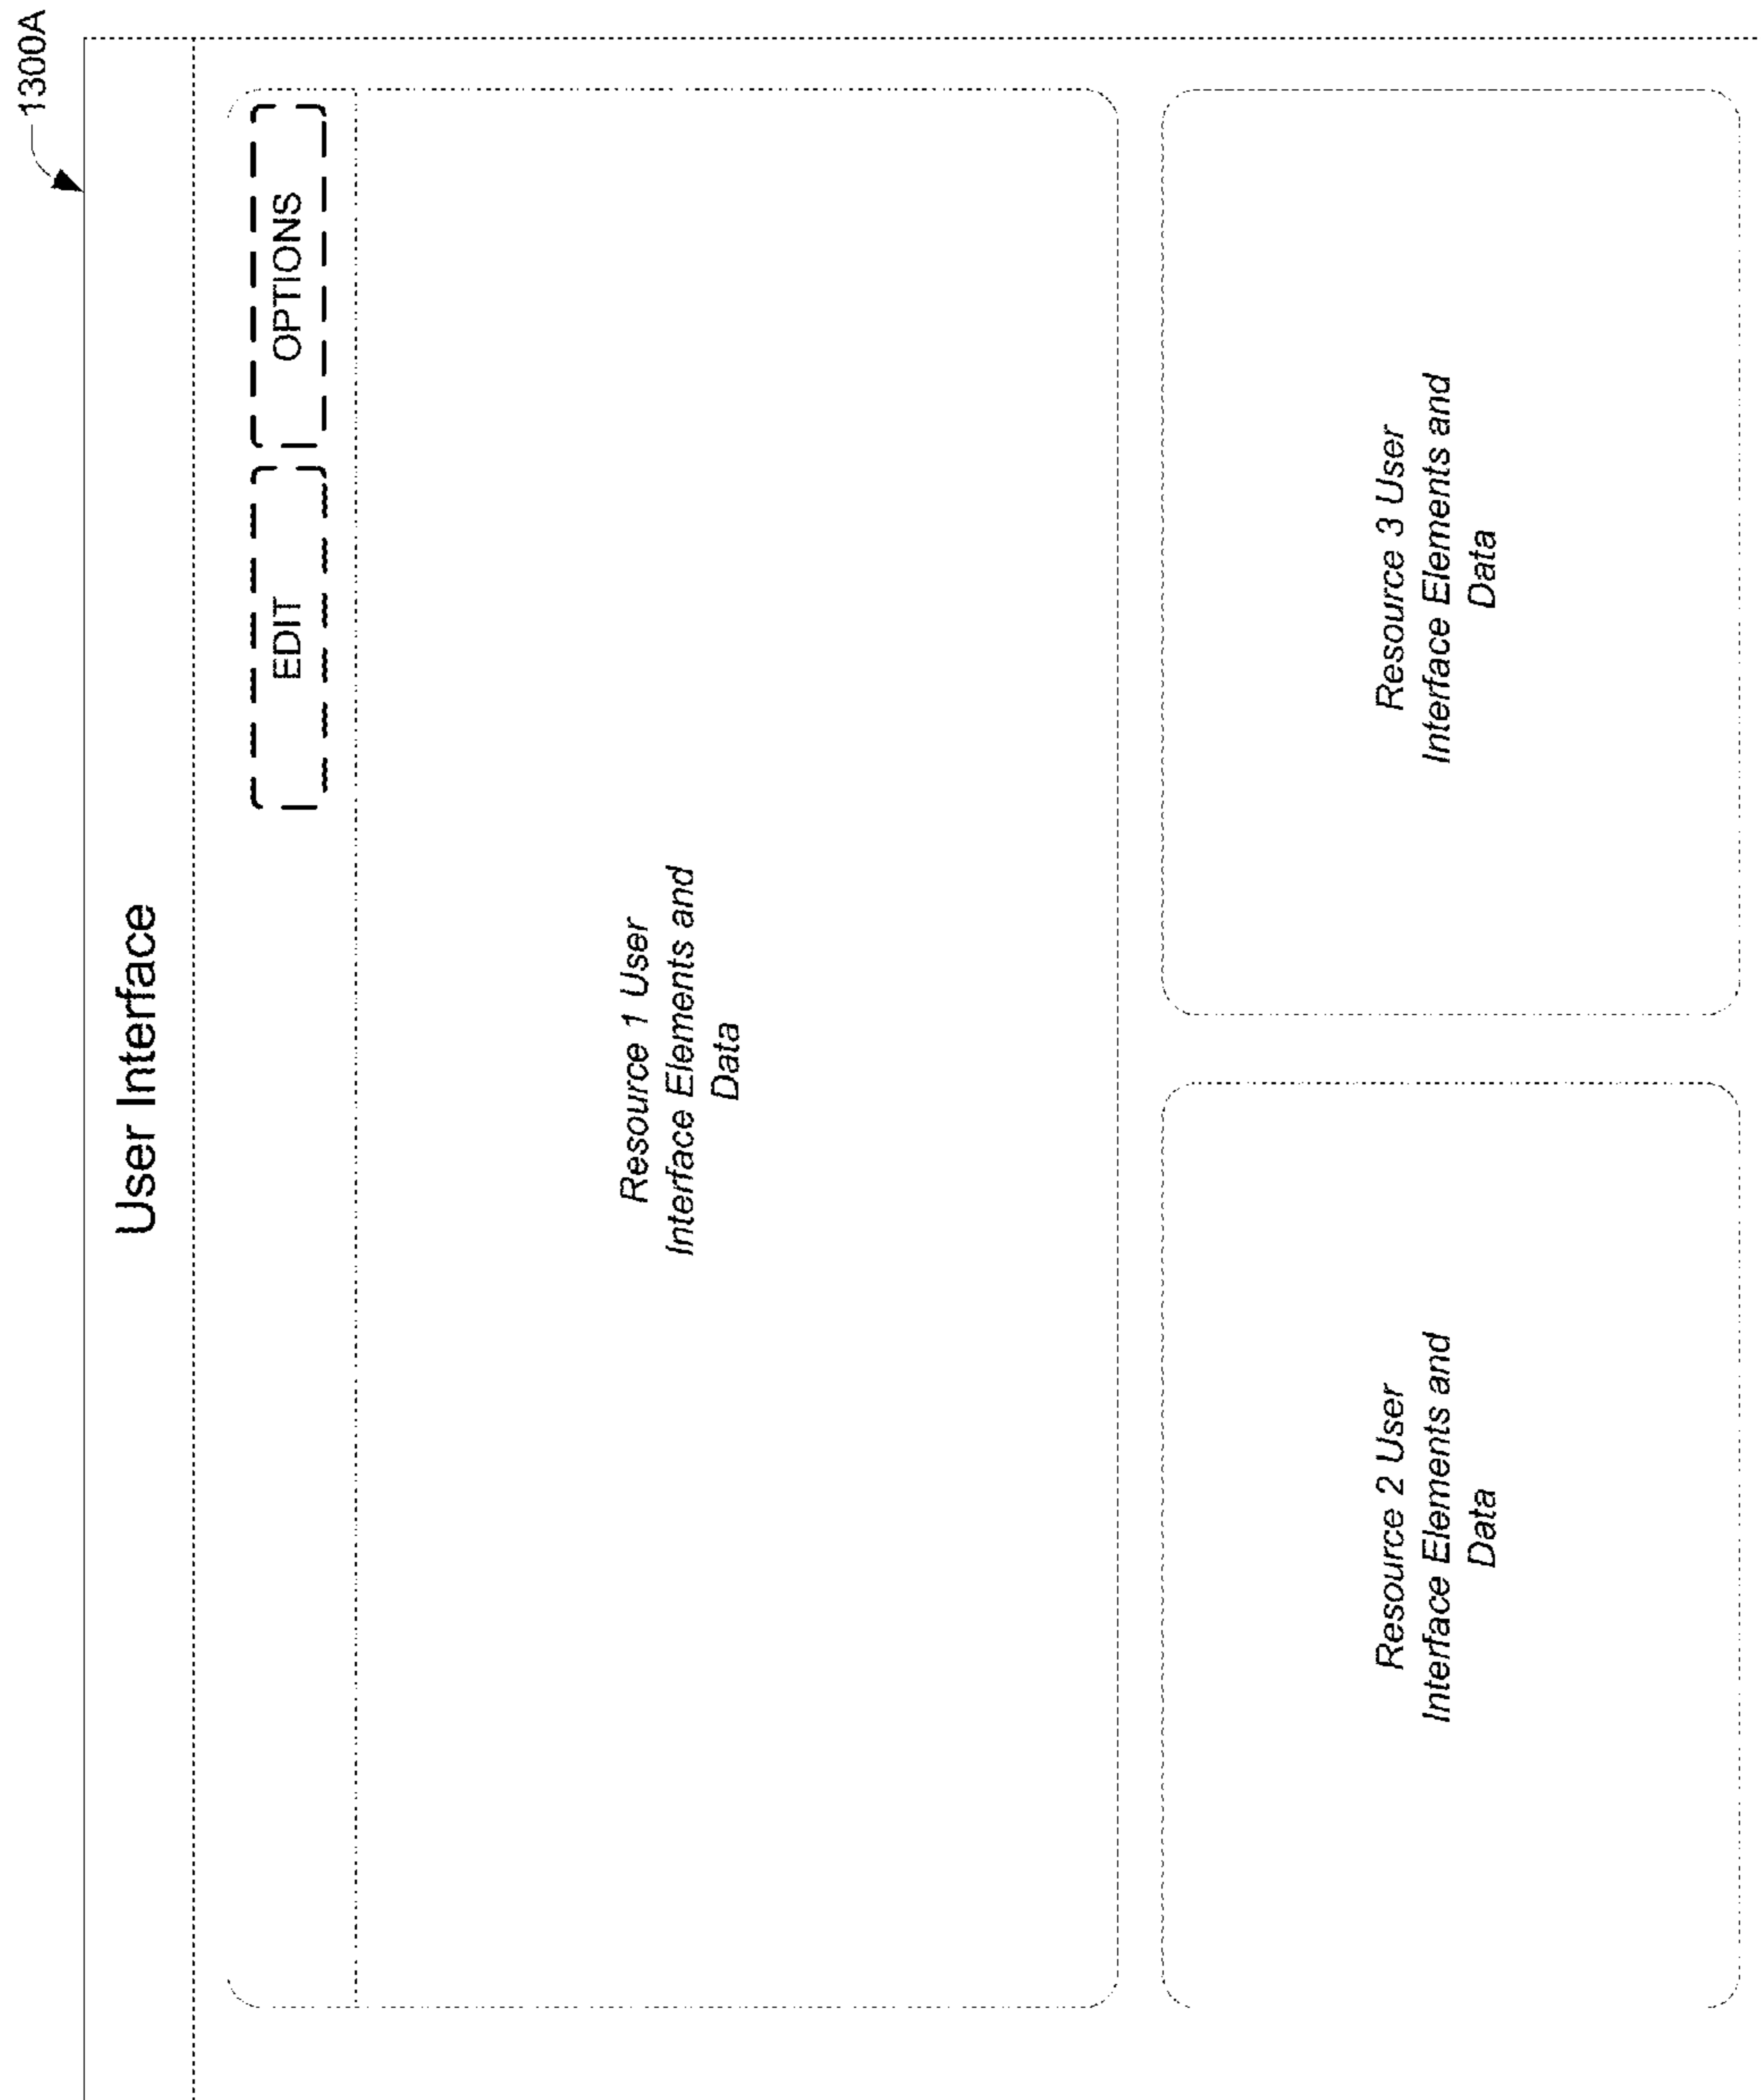 1300A
User Interface
EDIT
OPTIONS
Resource 1 User
Interface Elements and
Data
Resource 2 User
Interface Elements and
Data
Resource 3 User
Interface Elements and
Data